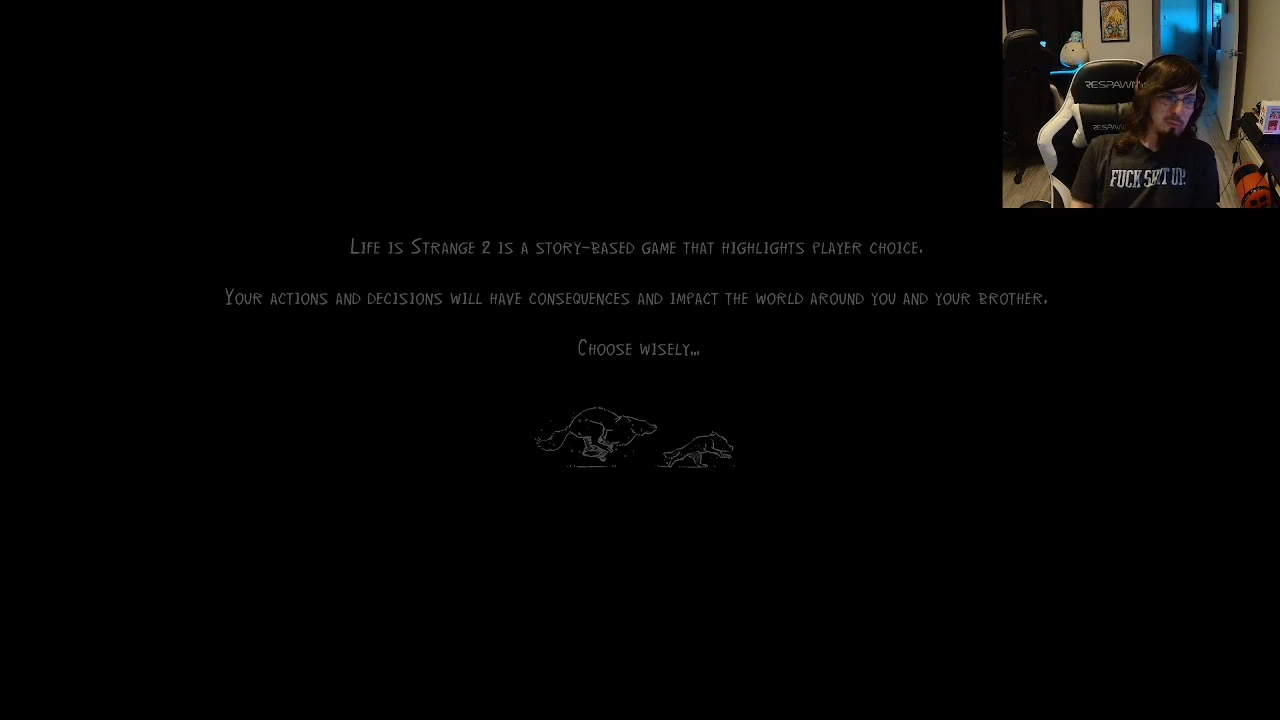 RESPAWN
RESPAWN
FUCK SHIT UP.
LIFE IS STRANGE 2 IS A STORY-BASED GAME THAT HIGHLIGHTS PLAYER CHOICE.
YOUR ACTIONS AND DECISIONS WILL HAVE CONSEQUENCES AND IMPACT THE WORLD AROUND YOU AND YOUR BROTHER.
CHOOSE WISELY...